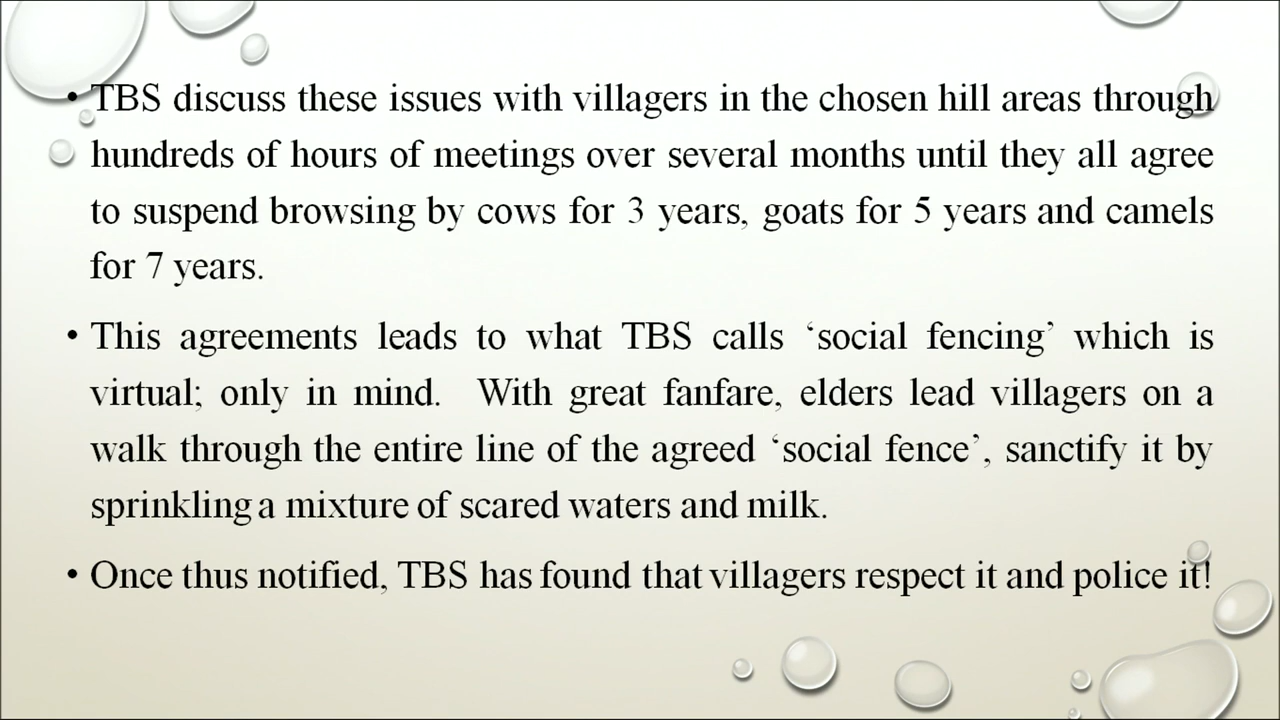 • TBS discuss these issues with villagers in the chosen hill areas through
hundreds of hours of meetings over several months until they all agree
to suspend browsing by cows for 3 years, goats for 5 years and camels
for 7 years.
• This agreements leads to what TBS calls ‘social fencing’ which is
virtual; only in mind. With great fanfare, elders lead villagers on a
walk through the entire line of the agreed ‘social fence’, sanctify it by
sprinkling a mixture of scared waters and milk.
• Once thus notified, TBS has found that villagers respect it and police it!